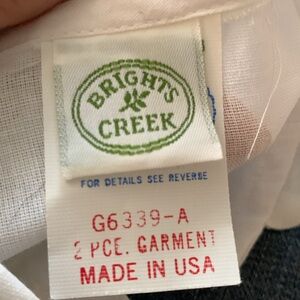 BRIGHTS
CREEK
FOR DETAILS SEE REVERSE
G6339-A
2 PCE. GARMENT
MADE IN USA